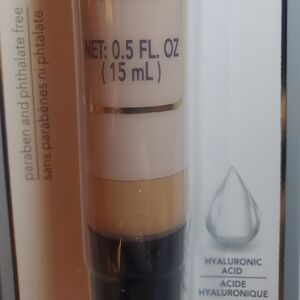 paraben and phthalate free
sans parabènes ni phtalate
NET: 0.5 FL. OZ
(15 mL)
HYALURONIC
ACID
ACIDE
HYALURONIQUE